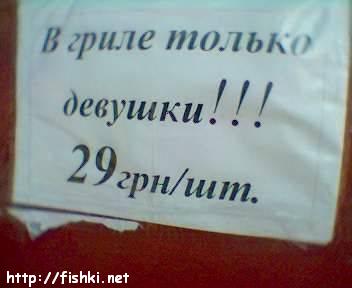 В гриле только
девушки!!!
29грн/шт.
http://fishki.net